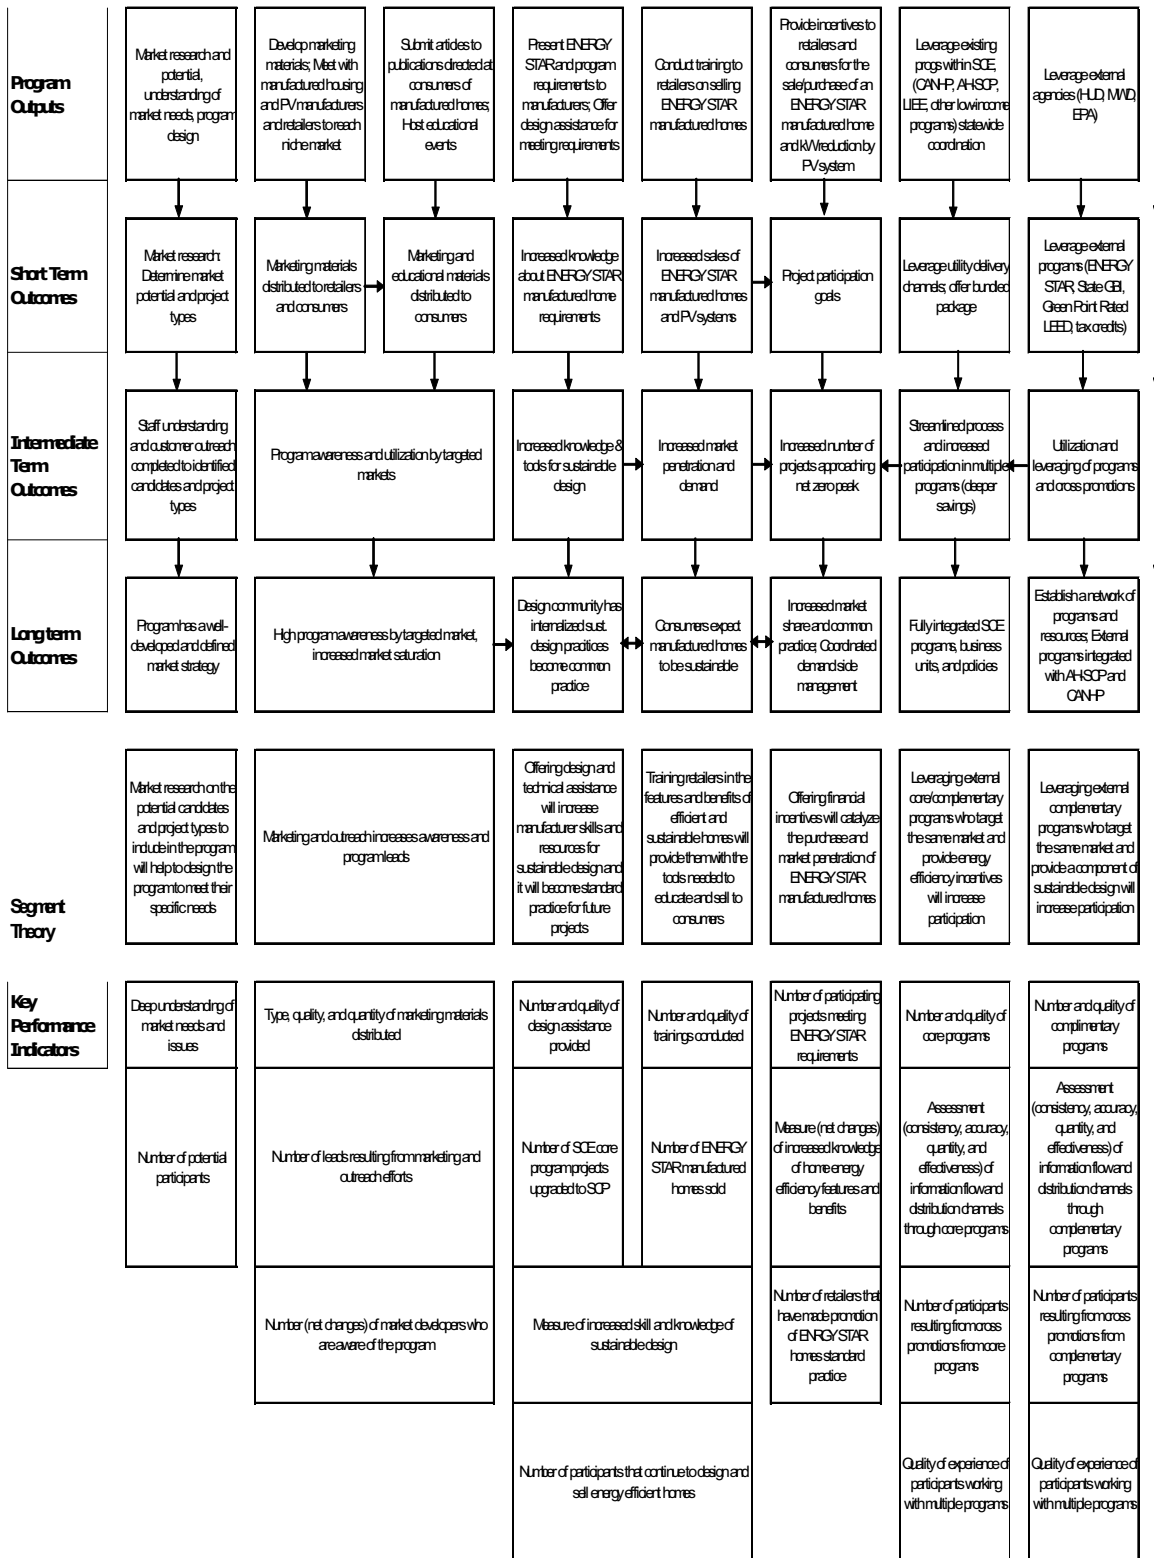 Program
Outputs
Market research and
potential,
understanding of
market needs, program
design
Develop marketing
materials; Meet with
manufactured housing
and PV manufacturers
and retailers to reach
niche market
Submit articles to
publications directed at
consumers of
manufactured homes;
Host educational
events
Present ENERGY
STAR and program
requirements to
manufacturers; Offer
design assistance for
meeting requirements
Conduct training to
retailers on selling
ENERGY STAR
manufactured homes
Provide incentives to
retailers and
consumers for the
sale/purchase of an
ENERGY STAR
manufactured home
and kW reduction by
PV system
Leverage existing
progs within SCE,
(CANHP, AHSCP,
LIEE, other low income
programs) statewide
coordination
Leverage external
agencies (HUD, MWD,
EPA)
Short Term
Outcomes
Market research:
Determine market
potential and project
types
Marketing materials
distributed to retailers
and consumers
Marketing and
educational materials
distributed to
consumers
Increased knowledge
about ENERGY STAR
manufactured home
requirements
Increased sales of
ENERGY STAR
manufactured homes
and PV systems
Project participation
goals
Leverage utility delivery
channels; offer bundled
package
Leverage external
programs (ENERGY
STAR, State GBI,
Green Point Rated
LEED, tax credits)
Intermediate
Term
Outcomes
Staff understanding
and customer outreach
completed to identified
candidates and project
types
Program awareness and utilization by targeted
markets
Increased knowledge &
tools for sustainable
design
Increased market
penetration and
demand
Increased number of
projects approaching
net zero peak
Streamlined process
and increased
participation in multiple
programs (deeper
savings)
Utilization and
leveraging of programs
and cross promotions
Long term
Outcomes
Program has a well-
developed and defined
market strategy
High program awareness by targeted market,
increased market saturation
Design community has
internalized sust.
design pracitices
become common
practice
Consumers expect
manufactured homes
to be sustainable
Increased market
share and common
practice; Coordinated
demand side
management
Fully integrated SCE
programs, business
units, and policies
Establish a network of
programs and
resources; External
programs integrated
with AHSCP and
CANHP
Segment
Theory
Market research on the
potential candidates
and project types to
include in the program
will help to design the
program to meet their
specific needs
Marketing and outreach increases awareness and
program leads
Offering design and
technical assistance
will increase
manufacturer skills and
resources for
sustainable design and
it will become standard
practice for future
projects
Training retailers in the
features and benefits of
efficient and
sustainable homes will
provide them with the
tools needed to
educate and sell to
consumers
Offering financial
incentives will catalyze
the purchase and
market penetration of
ENERGY STAR
manufactured homes
Leveraging external
core/complementary
programs who target
the same market and
provide energy
efficiency incentives
will increase
participation
Leveraging external
complementary
programs who target
the same market and
provide a component of
sustainable design will
increase participation
Key
Performance
Indicators
Deep understanding of
market needs and
issues
Type, quality, and quantity of marketing materials
distributed
Number and quality of
design assistance
provided
Number and quality of
trainings conducted
Number of participating
projects meeting
ENERGY STAR
requirements
Number and quality of
core programs
Number and quality of
complimentary
programs
Number of potential
participants
Number of leads resulting from marketing and
outreach efforts
Number of SCE core
program projects
upgraded to SCP
Number of ENERGY
STAR manufactured
homes sold
Measure (net changes)
of increased knowledge
of home energy
efficiency features and
benefits
Assessment
(consistency, accuracy,
quantity, and
effectiveness) of
information flow and
distribution channels
through core programs
Assessment
(consistency, accuracy,
quantity, and
effectiveness) of
information flow and
distribution channels
through
complementary
programs
Number (net changes) of market developers who
are aware of the program
Measure of increased skill and knowledge of
sustainable design
Number of retailers that
have made promotion
of ENRGY STAR
homes standard
practice
Number of participants
resulting from cross
promotions from core
programs
Number of participants
resulting from cross
promotions from
complementary
programs
Number of participants that continue to design and
sell energy efficient homes
Quality of experience of
participants working
with multiple programs
Quality of experience of
participants working
with multiple programs